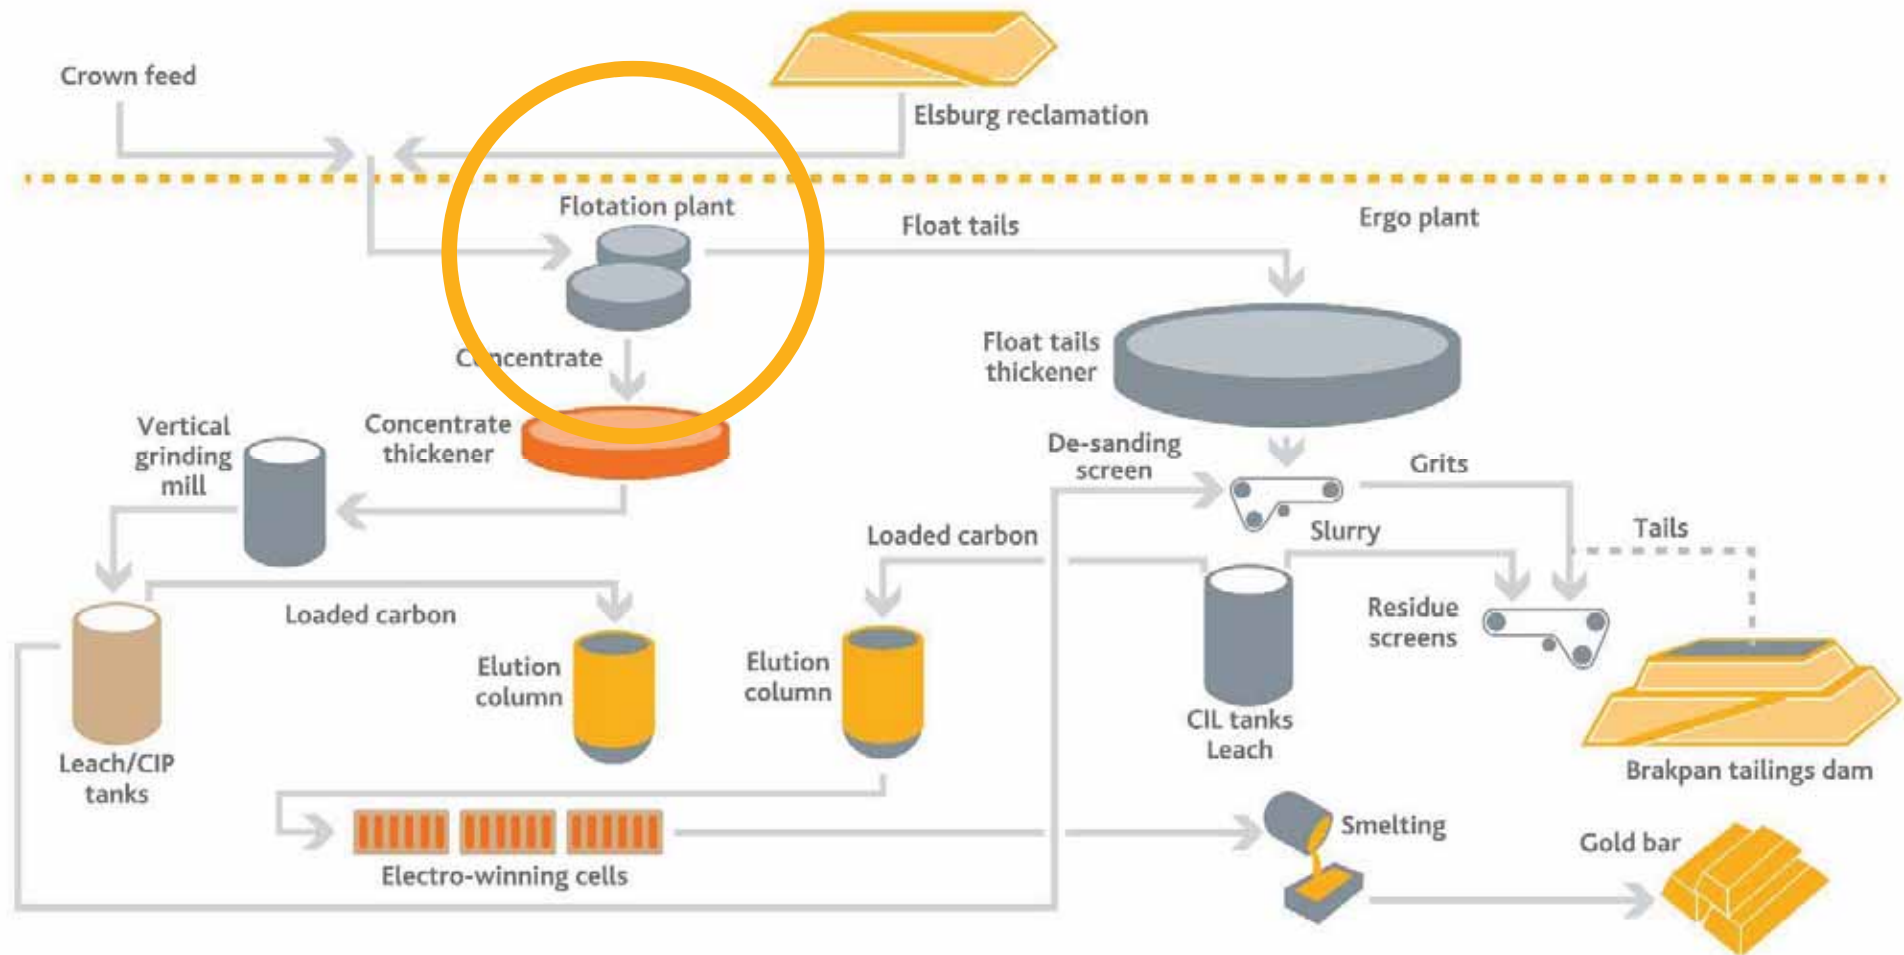 Crown feed
Elsburg reclamation
Flotation plant
Float tails
Ergo plant
Concentrate
Float tails
thickener
Vertical
grinding
mill
Concentrate
thickener
De-sanding
screen
Grits
Loaded carbon
Slurry
Tails
Loaded carbon
Residue
screens
Elution
column
Elution
column
CIL tanks
Leach
Leach/CIP
tanks
Brakpan tailings dam
Smelting
Gold bar
Electro-winning cells